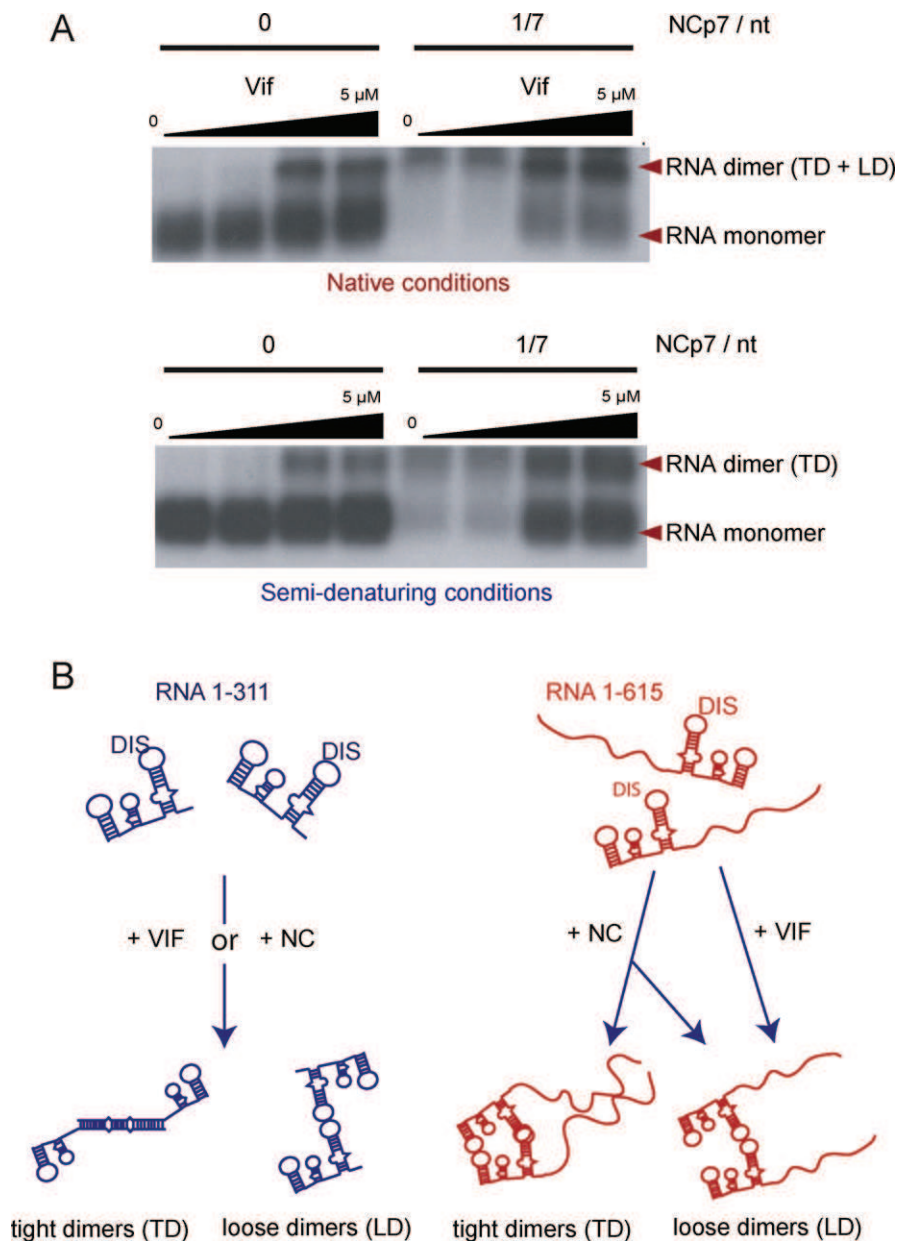 A
0 1/7 NCp7 / nt
Vif Vif
0 5 µM 0 5 µM
RNA dimer (TD + LD)
RNA monomer
Native conditions
0 1/7 NCp7 / nt
0 5 µM 0 5 µM
RNA dimer (TD)
RNA monomer
Semi-denaturing conditions
B
RNA 1-311 RNA 1-615
DIS DIS DIS
DIS
+ VIF or + NC + NC + VIF
tight dimers (TD) loose dimers (LD) tight dimers (TD) loose dimers (LD)